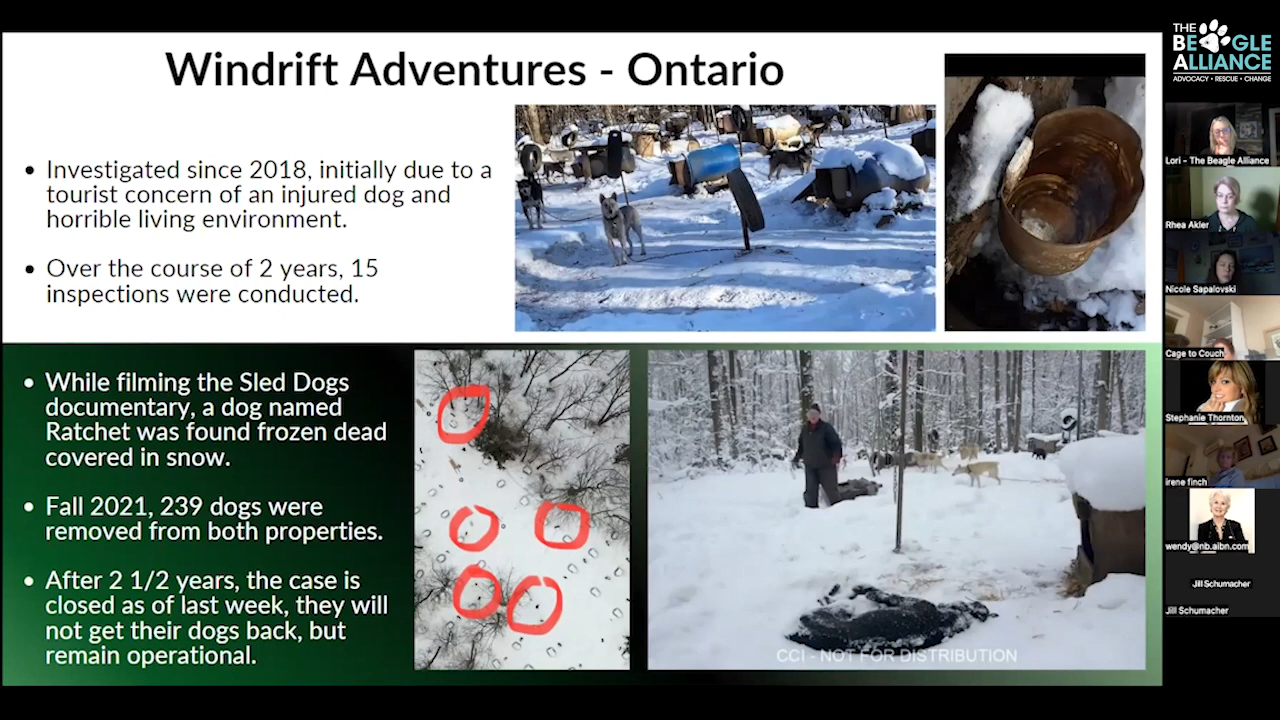 Windrift Adventures - Ontario
• Investigated since 2018, initially due to a
tourist concern of an injured dog and
horrible living environment.
• Over the course of 2 years, 15
inspections were conducted.
• While filming the Sled Dogs
documentary, a dog named
Ratchet was found frozen dead
covered in snow.
• Fall 2021, 239 dogs were
removed from both properties.
• After 2 1/2 years, the case is
closed as of last week, they will
not get their dogs back, but
remain operational.
CCI - NOT FOR DISTRIBUTION
THE
BEAGLE
ALLIANCE
ADVOCACY • RESCUE • CHANGE
Lori - The Beagle Alliance
Rhea Akler
Nicole Sapalovski
Cage to Couch
Stephanie Thornton
irene finch
wendy@nb.aibn.com
Jill Schumacher
Jill Schumacher